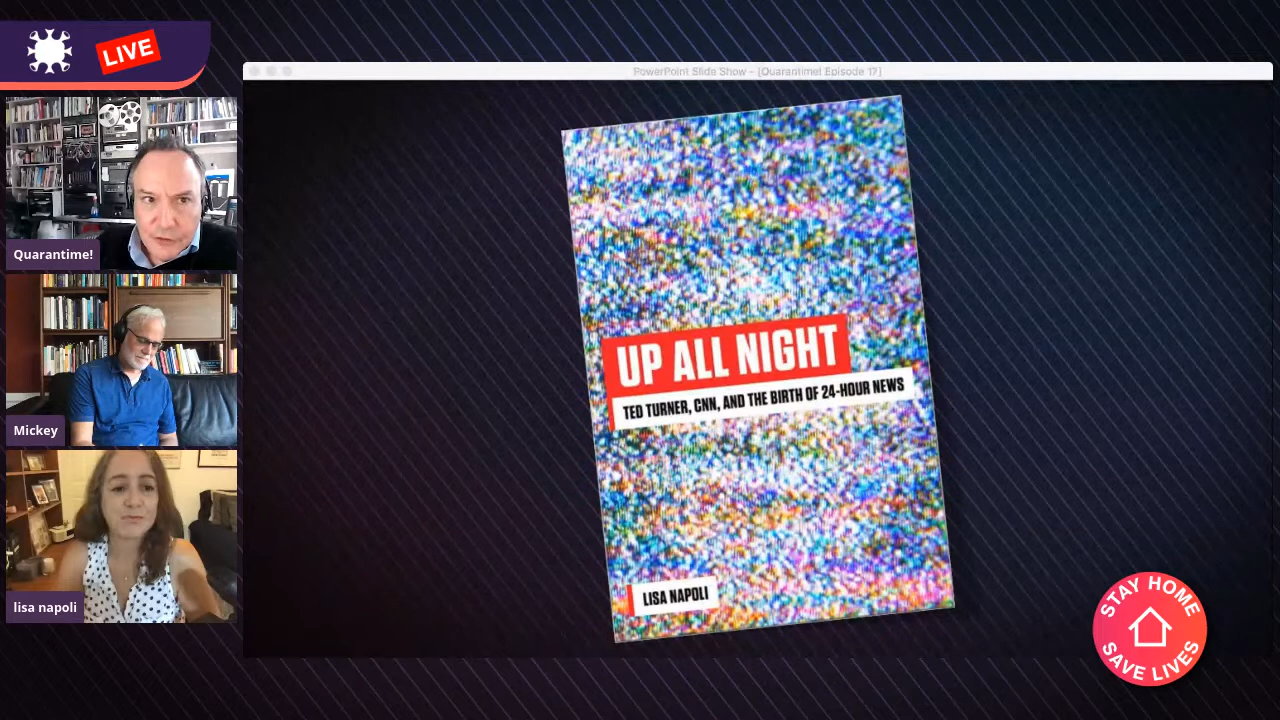 LIVE
PowerPoint Slide Show - [Quarantime! Episode 17]
Quarantime!
Mickey
lisa napoli
UP ALL NIGHT
TED TURNER, CNN, AND THE BIRTH OF 24-HOUR NEWS
LISA NAPOLI
STAY HOME
SAVE LIVES